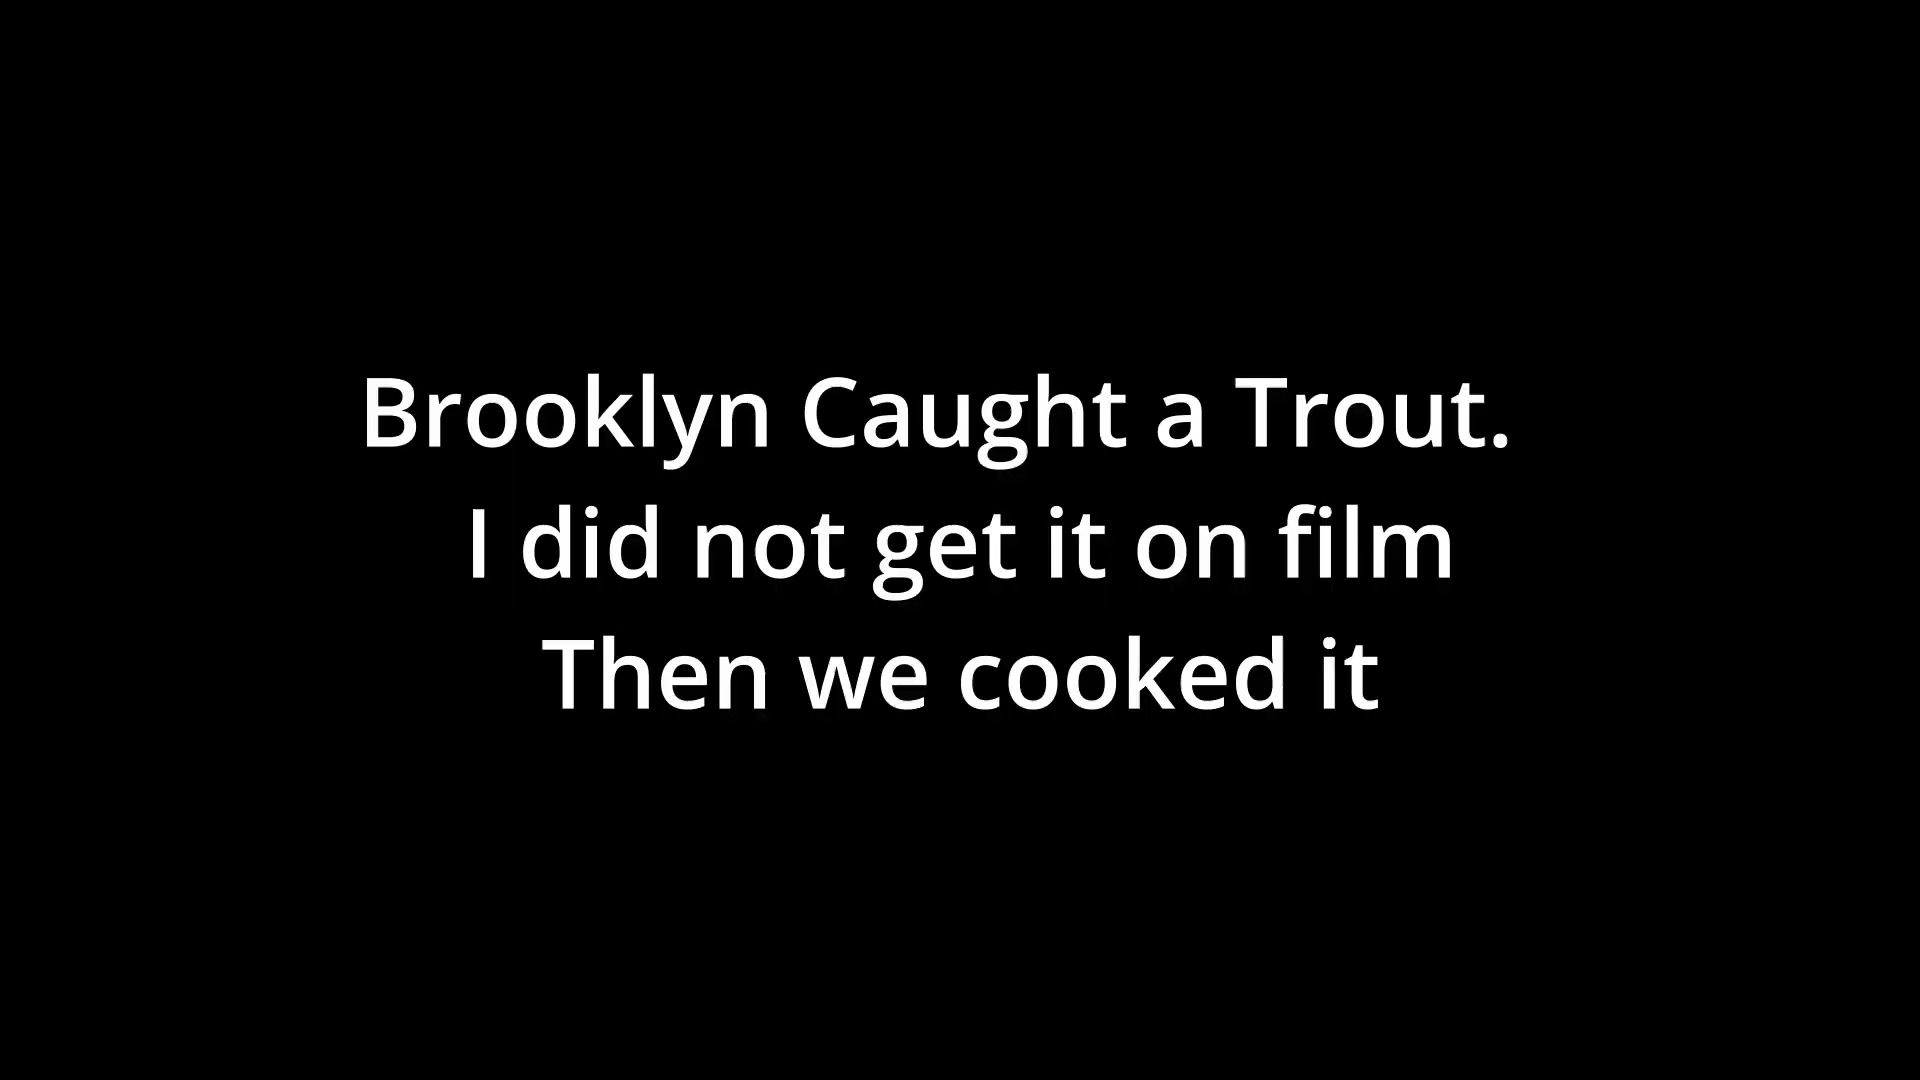 Brooklyn Caught a Trout.
I did not get it on film
Then we cooked it